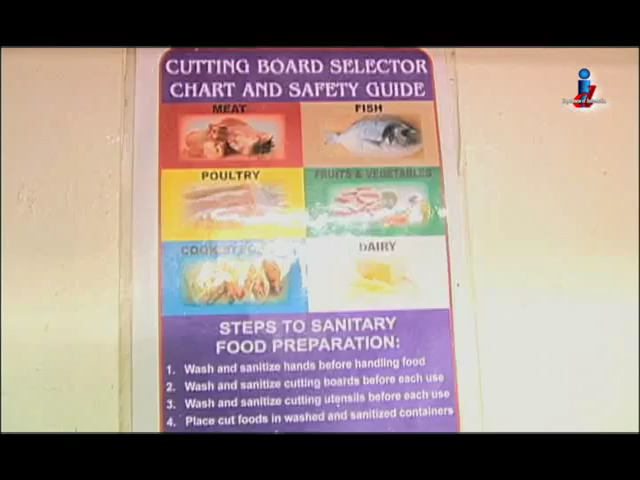 CUTTING BOARD SELECTOR
CHART AND SAFETY GUIDE
MEAT
FISH
POULTRY
FRUITS & VEGETABLES
DAIRY
STEPS TO SANITARY
FOOD PREPARATION:
1. Wash and sanitize hands before handling food
2. Wash and sanitize cutting boards before each use
3. Wash and sanitize cutting utensils before each use
4. Place cut foods in washed and sanitized containers